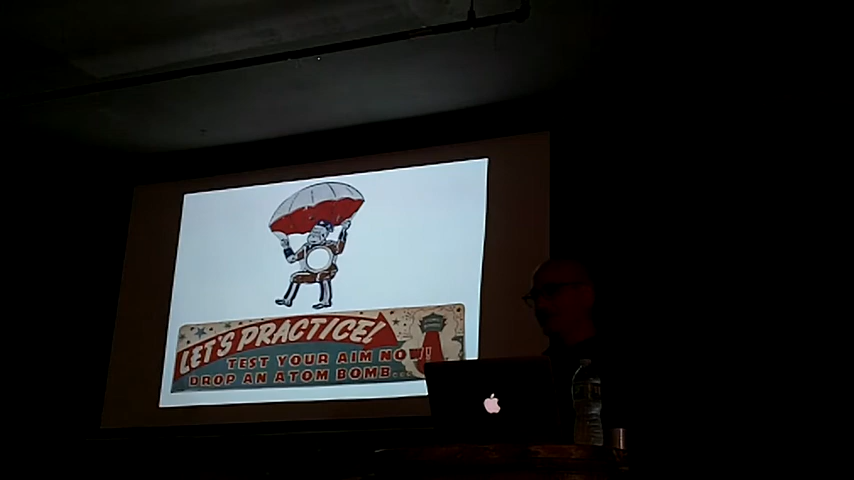 LET'S PRACTICE!
TEST YOUR AIM NOW!
DROP AN ATOM BOMB...